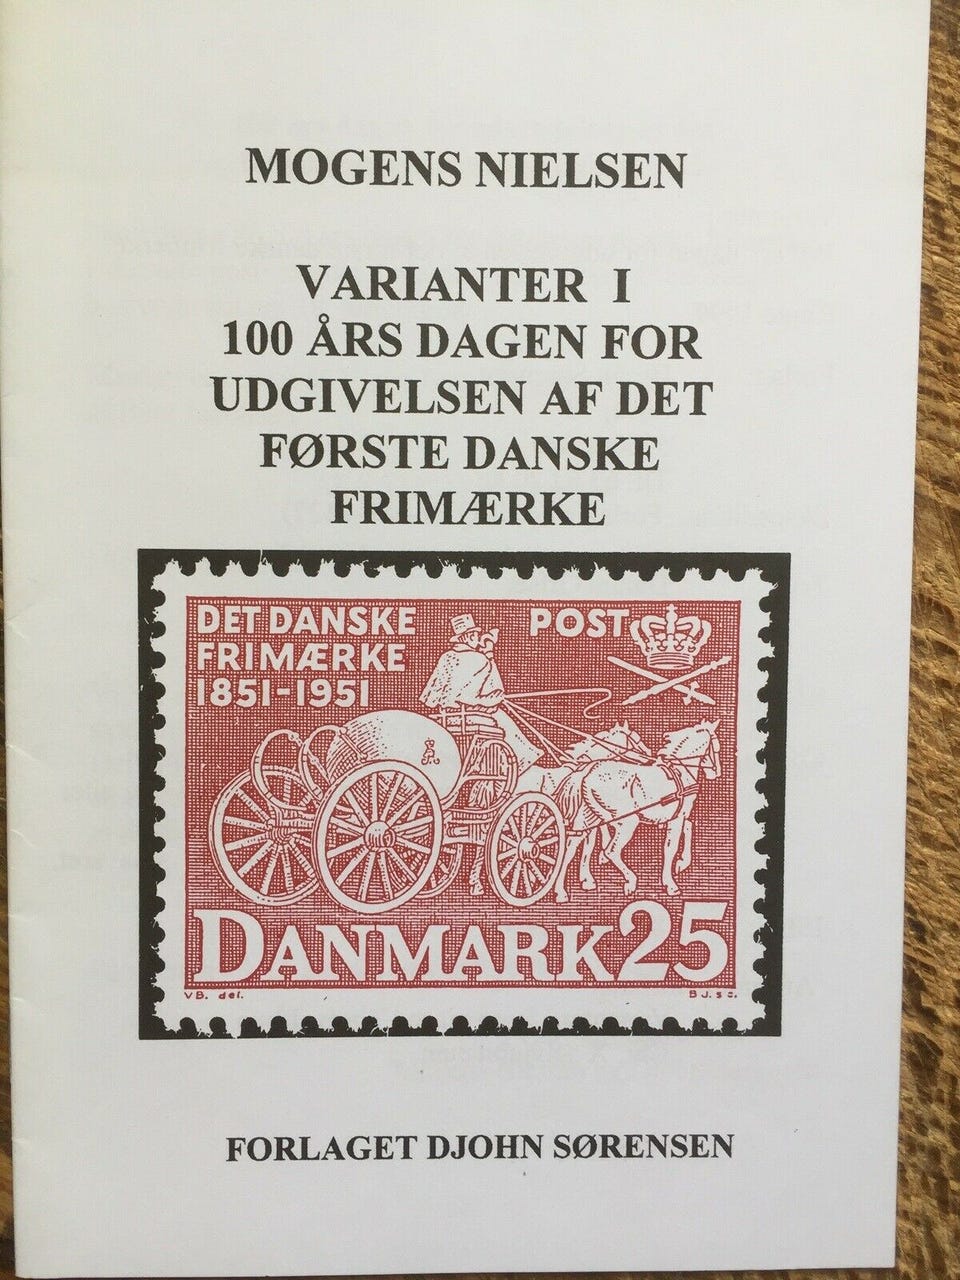 MOGENS NIELSEN
VARIANTER I
100 ÅRS DAGEN FOR
UDGIVELSEN AF DET
FØRSTE DANSKE
FRIMÆRKE
DET DANSKE
FRIMÆRKE
1851-1951
POST
DANMARK 25
VB. del.
BJ. sc.
FORLAGET DJOHN SØRENSEN